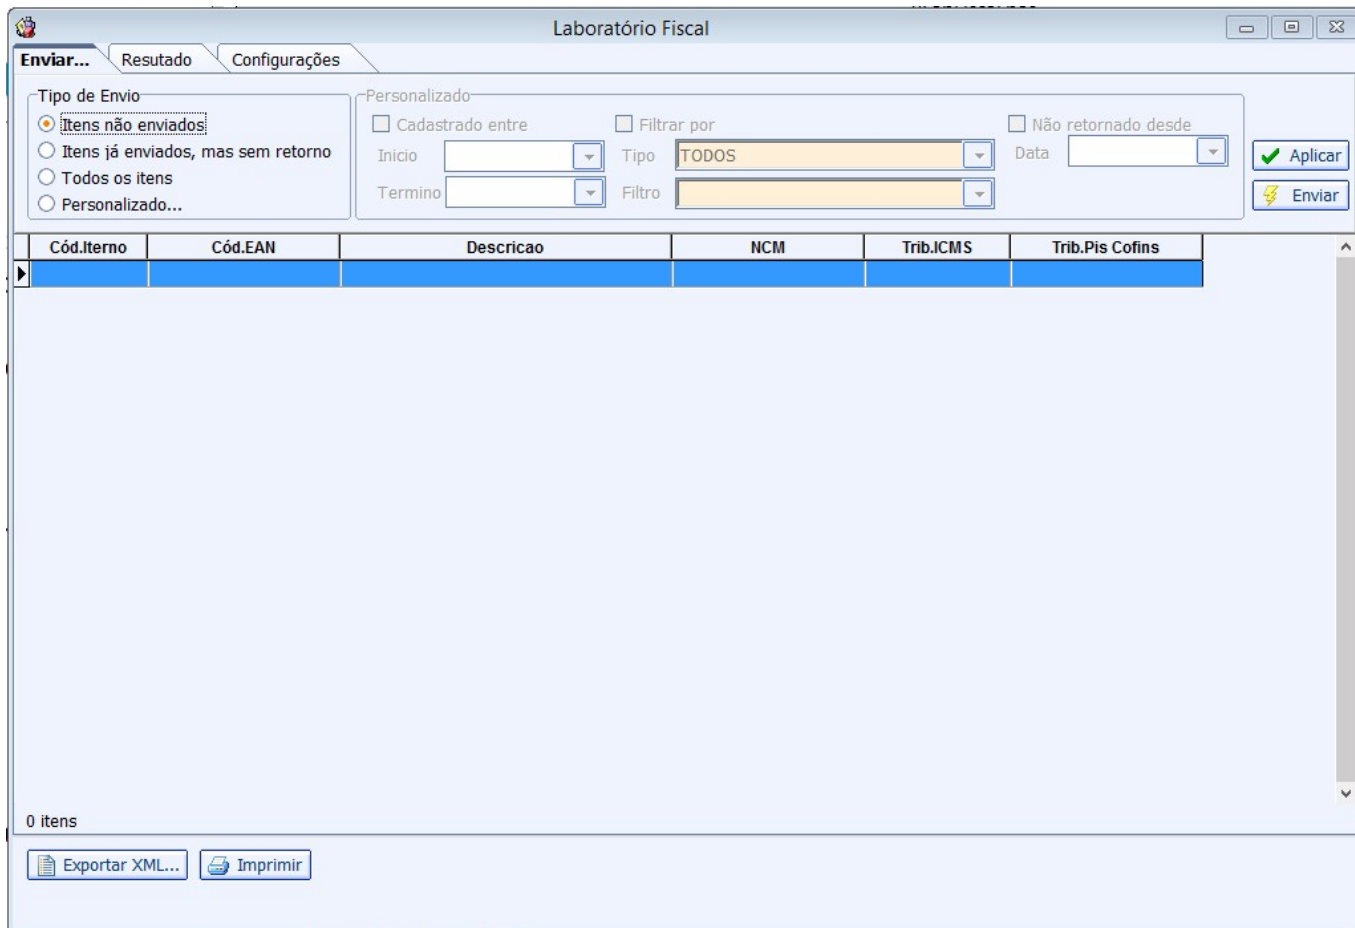 Laboratório Fiscal
Enviar... Resutado Configurações
Tipo de Envio
Itens não enviados
Itens já enviados, mas sem retorno
Todos os itens
Personalizado...
Personalizado
Cadastrado entre Filtrar por Não retornado desde
Inicio Tipo TODOS Data
Termino Filtro
Aplicar
Enviar
Cód.Iterno Cód.EAN Descricao NCM Trib.ICMS Trib.Pis Cofins
0 itens
Exportar XML... Imprimir